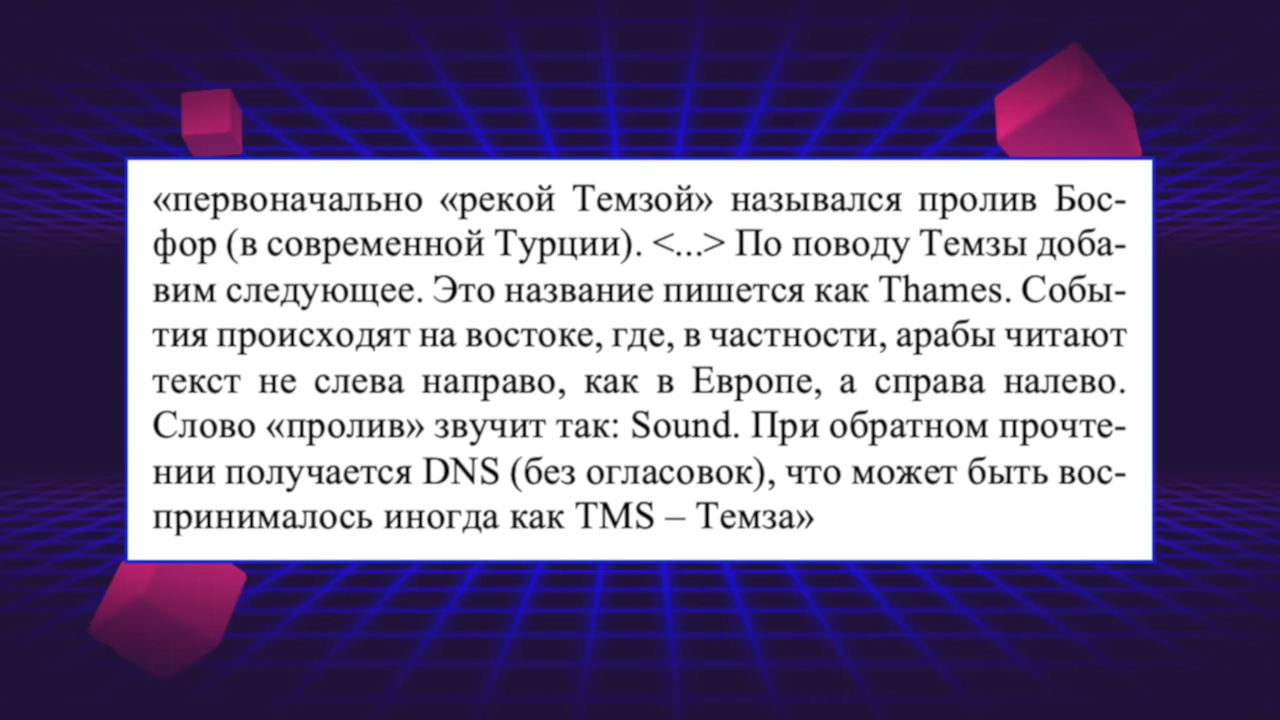 «первоначально «рекой Темзой» назывался пролив Бос-
фор (в современной Турции). <...> По поводу Темзы доба-
вим следующее. Это название пишется как Thames. Собы-
тия происходят на востоке, где, в частности, арабы читают
текст не слева направо, как в Европе, а справа налево.
Слово «пролив» звучит так: Sound. При обратном прочте-
нии получается DNS (без огласовок), что может быть вос-
принималось иногда как TMS – Темза»